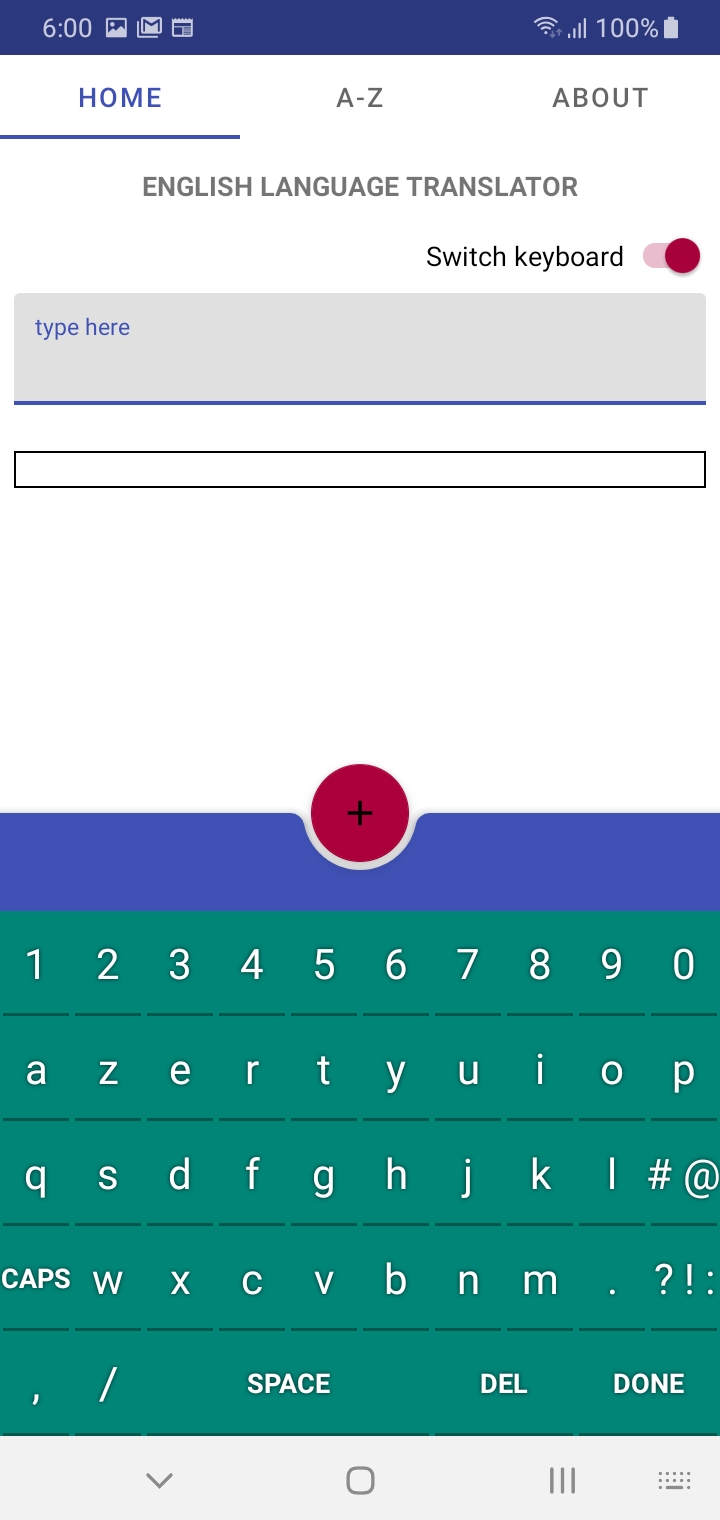 6:00 100%
HOME A-Z ABOUT
ENGLISH LANGUAGE TRANSLATOR
Switch keyboard
type here
+
1 2 3 4 5 6 7 8 9 0
a z e r t y u i o p
q s d f g h j k l # @
CAPS w x c v b n m . ? ! :
, / SPACE DEL DONE